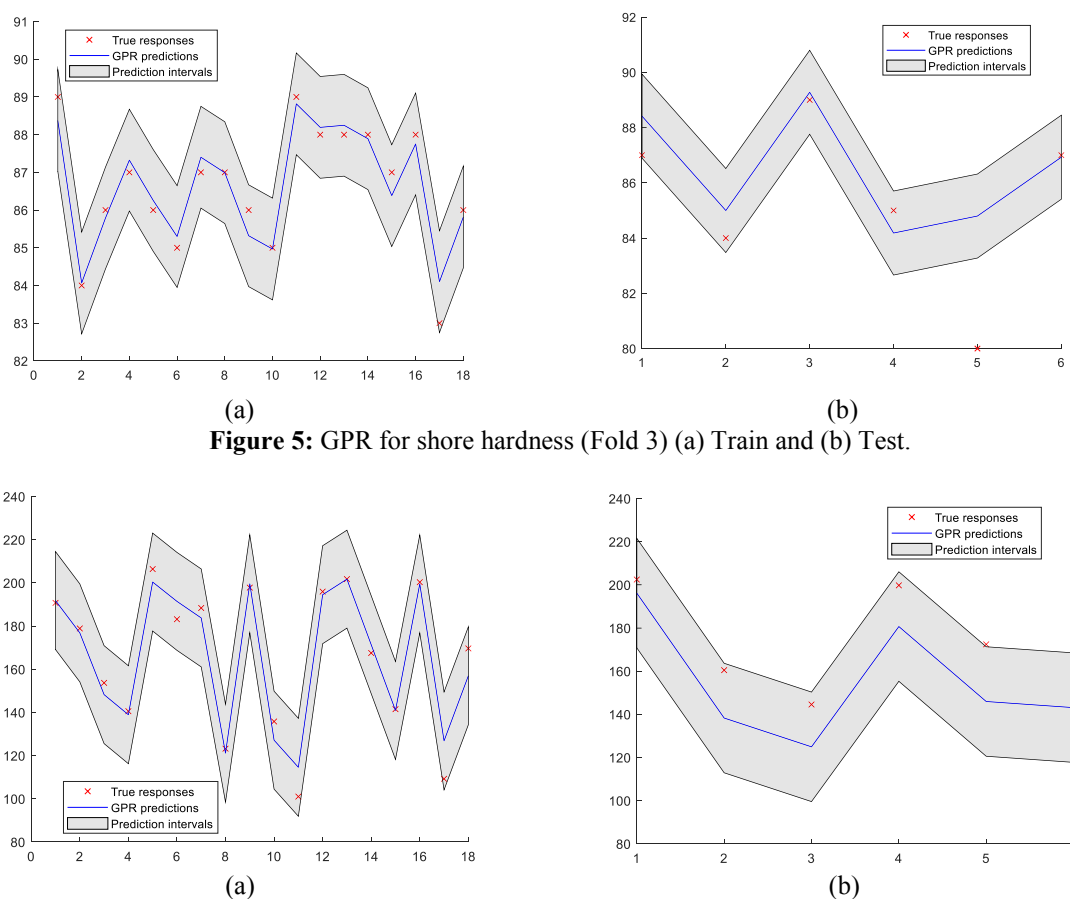 91
90
89
88
87
86
85
84
83
82
0 2 4 6 8 10 12 14 16 18
True responses
GPR predictions
Prediction intervals
(a)
92
90
88
86
84
82
80
1 2 3 4 5 6
True responses
GPR predictions
Prediction intervals
(b)
Figure 5: GPR for shore hardness (Fold 3) (a) Train and (b) Test.
240
220
200
180
160
140
120
100
80
0 2 4 6 8 10 12 14 16 18
True responses
GPR predictions
Prediction intervals
(a)
240
220
200
180
160
140
120
100
80
1 2 3 4 5
True responses
GPR predictions
Prediction intervals
(b)